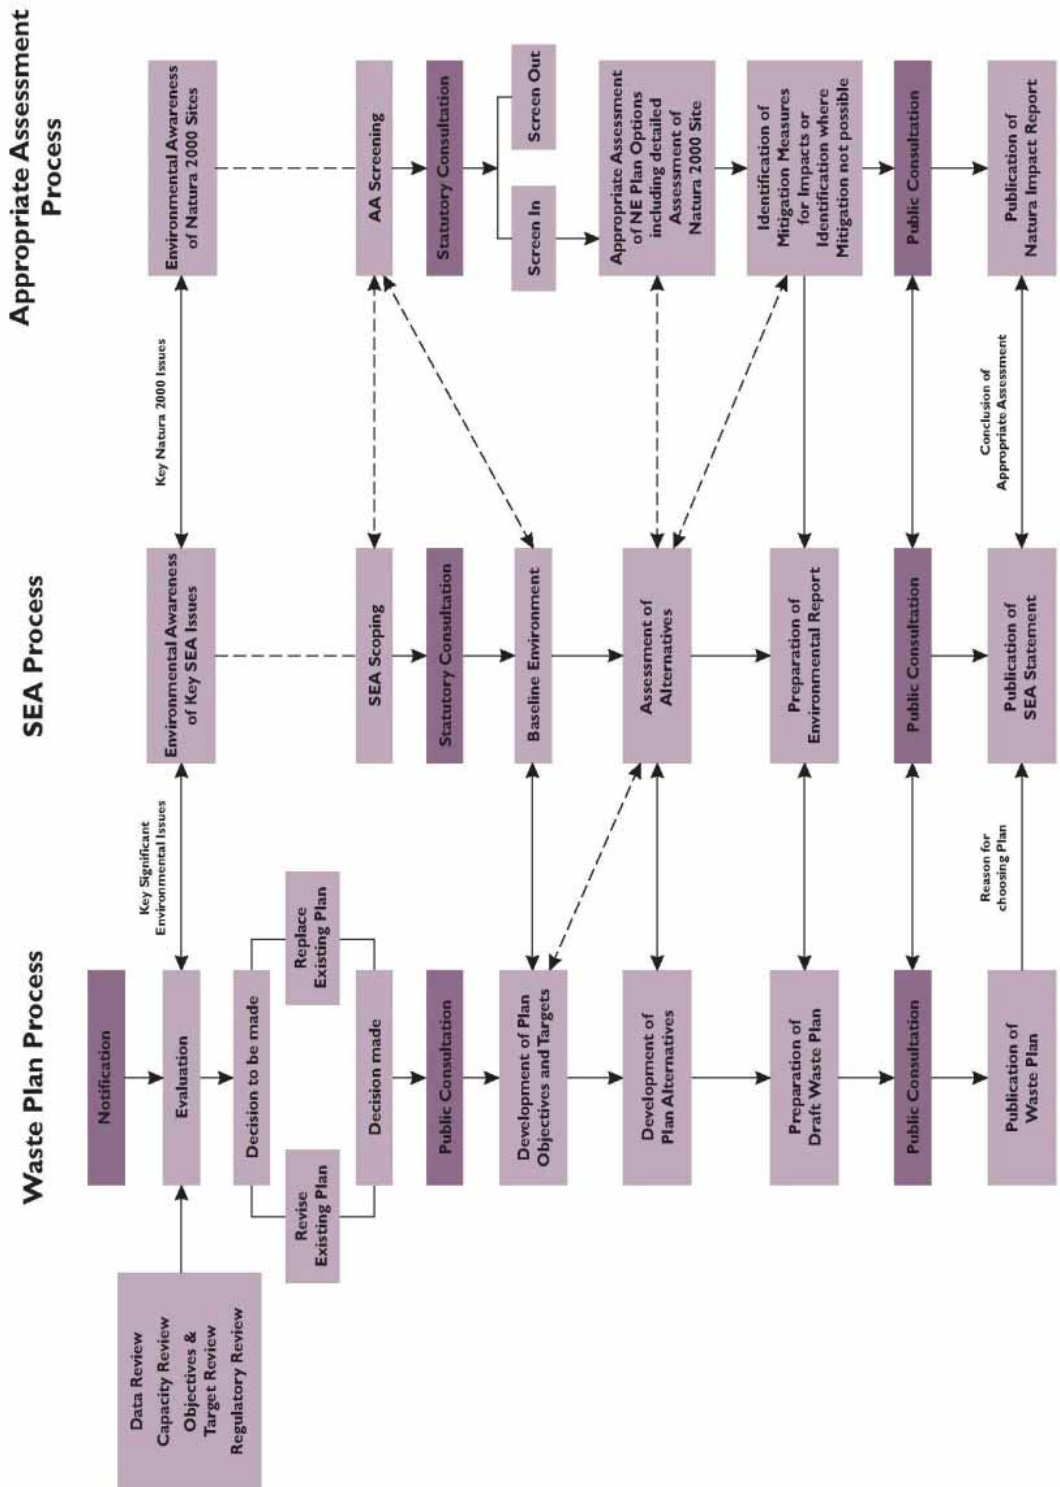 Waste Plan Process
SEA Process
Appropriate Assessment
Process
Data Review
Capacity Review
Objectives &
Target Review
Regulatory Review
Notification
Evaluation
Decision to be made
Revise
Existing Plan
Replace
Existing Plan
Decision made
Public Consultation
Development of Plan
Objectives and Targets
Development of
Plan Alternatives
Preparation of
Draft Waste Plan
Public Consultation
Publication of
Waste Plan
Key Significant
Environmental Issues
Reason for
choosing Plan
Environmental Awareness
of Key SEA Issues
SEA Scoping
Statutory Consultation
Baseline Environment
Assessment of
Alternatives
Preparation of
Environmental Report
Public Consultation
Publication of
SEA Statement
Key Natura 2000 Issues
Conclusion of
Appropriate Assessment
Environmental Awareness
of Natura 2000 Sites
AA Screening
Statutory Consultation
Screen In
Screen Out
Appropriate Assessment
of NE Plan Options
including detailed
Assessment of
Natura 2000 Site
Identification of
Mitigation Measures
for Impacts or
Identification where
Mitigation not possible
Public Consultation
Publication of
Natura Impact Report